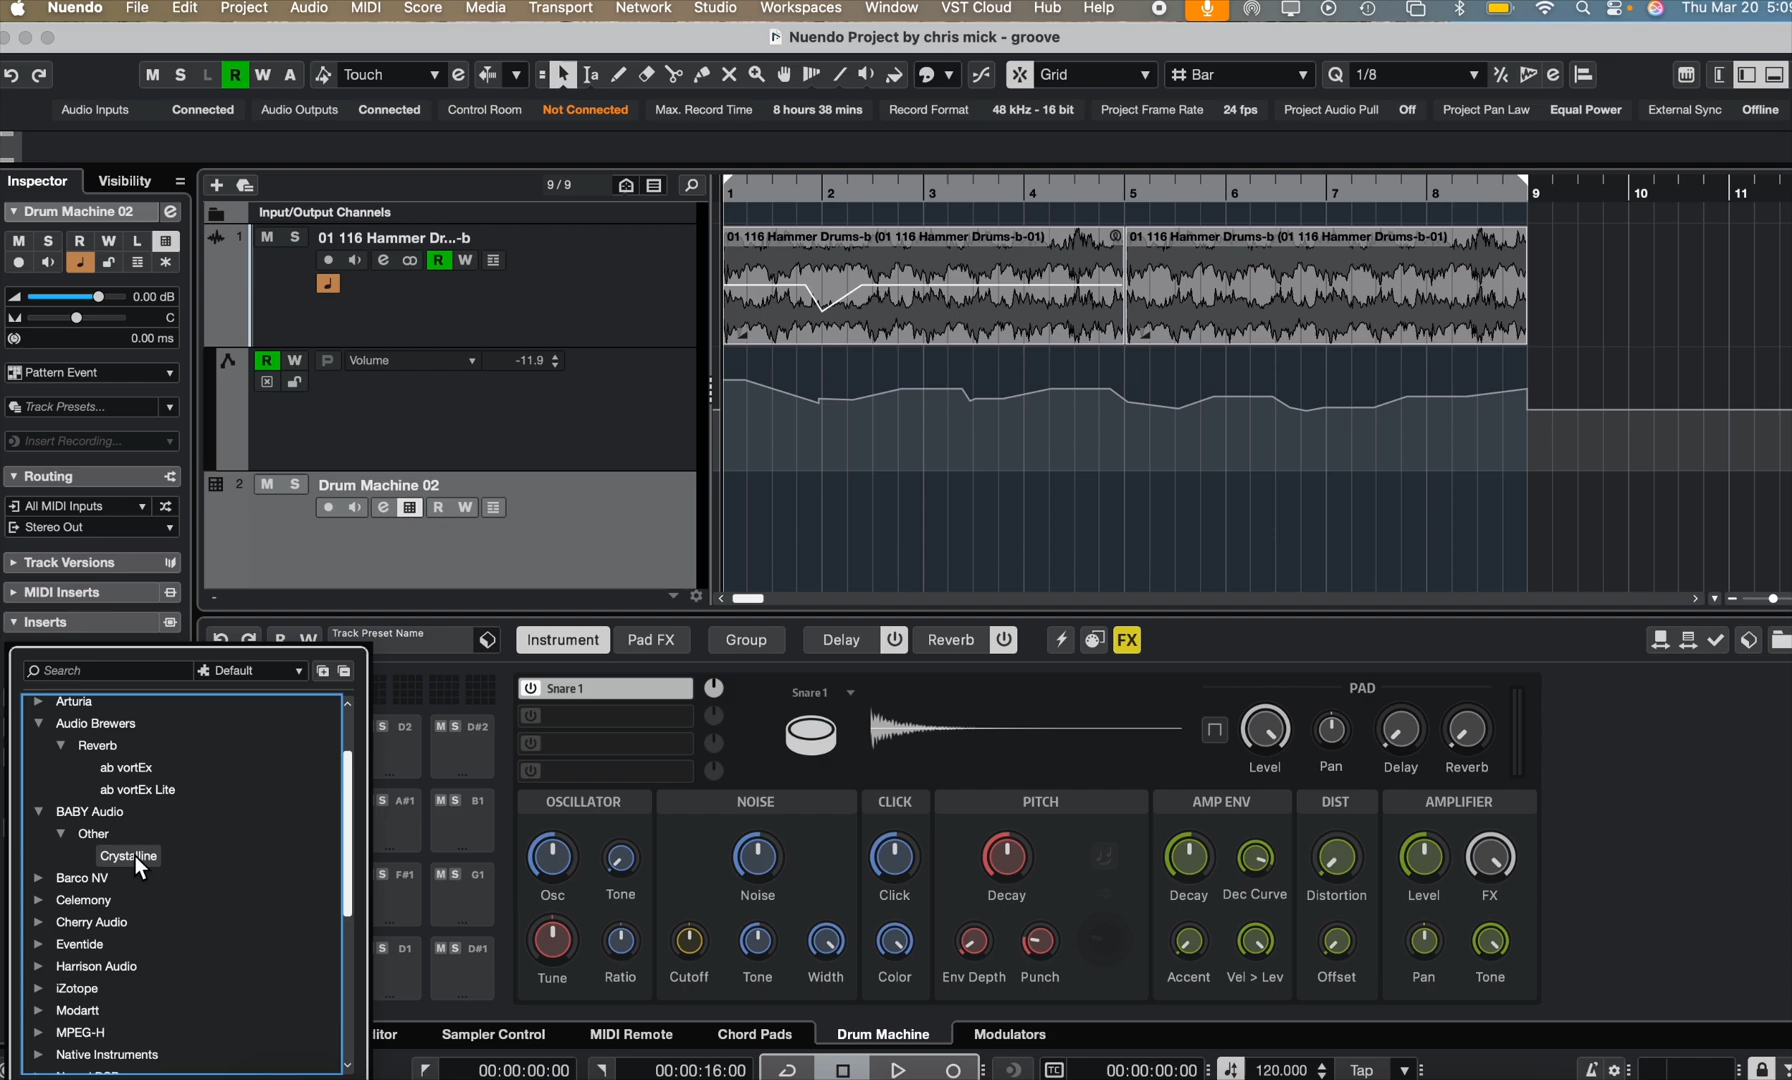 Nuendo File Edit Project Audio MIDI Score Media Transport Network Studio Workspaces Window VST Cloud Hub Help Thu Mar 20 5:09
Nuendo Project by chris mick - groove
M S L R W A Touch Grid Bar Q 1/8
Audio Inputs Connected Audio Outputs Connected Control Room Not Connected Max. Record Time 8 hours 38 mins Record Format 48 kHz - 16 bit Project Frame Rate 24 fps Project Audio Pull Off Project Pan Law Equal Power External Sync Offline
Inspector Visibility 9/9 1 2 3 4 5 6 7 8 9 10 11
Drum Machine 02 Input/Output Channels
M S R W L 1 M S 01 116 Hammer Dr...-b 01 116 Hammer Drums-b (01 116 Hammer Drums-b-01) 01 116 Hammer Drums-b (01 116 Hammer Drums-b-01)
R W
0.00 dB
C
0.00 ms
R W P Volume -11.9
Pattern Event
Track Presets...
Insert Recording...
Routing 2 M S Drum Machine 02
All MIDI Inputs R W
Stereo Out
Track Versions
MIDI Inserts
Inserts
R W Track Preset Name Instrument Pad FX Group Delay Reverb FX
Search Default
Arturia Snare 1 Snare 1 PAD
Audio Brewers S D2 M S D#2
Reverb
ab vortEx Level Pan Delay Reverb
ab vortEx Lite
S A#1 M S B1 OSCILLATOR NOISE CLICK PITCH AMP ENV DIST AMPLIFIER
BABY Audio
Other
Crystalline
Barco NV S F#1 M S G1
Osc Tone Noise Click Decay Decay Dec Curve Distortion Level FX
Celemony
Cherry Audio
Eventide S D1 M S D#1
Harrison Audio
Tune Ratio Cutoff Tone Width Color Env Depth Punch Accent Vel > Lev Offset Pan Tone
iZotope
Modartt
MPEG-H itor Sampler Control MIDI Remote Chord Pads Drum Machine Modulators
Native Instruments
00:00:00:00 00:00:16:00 TC 00:00:00:00 120.000 Tap